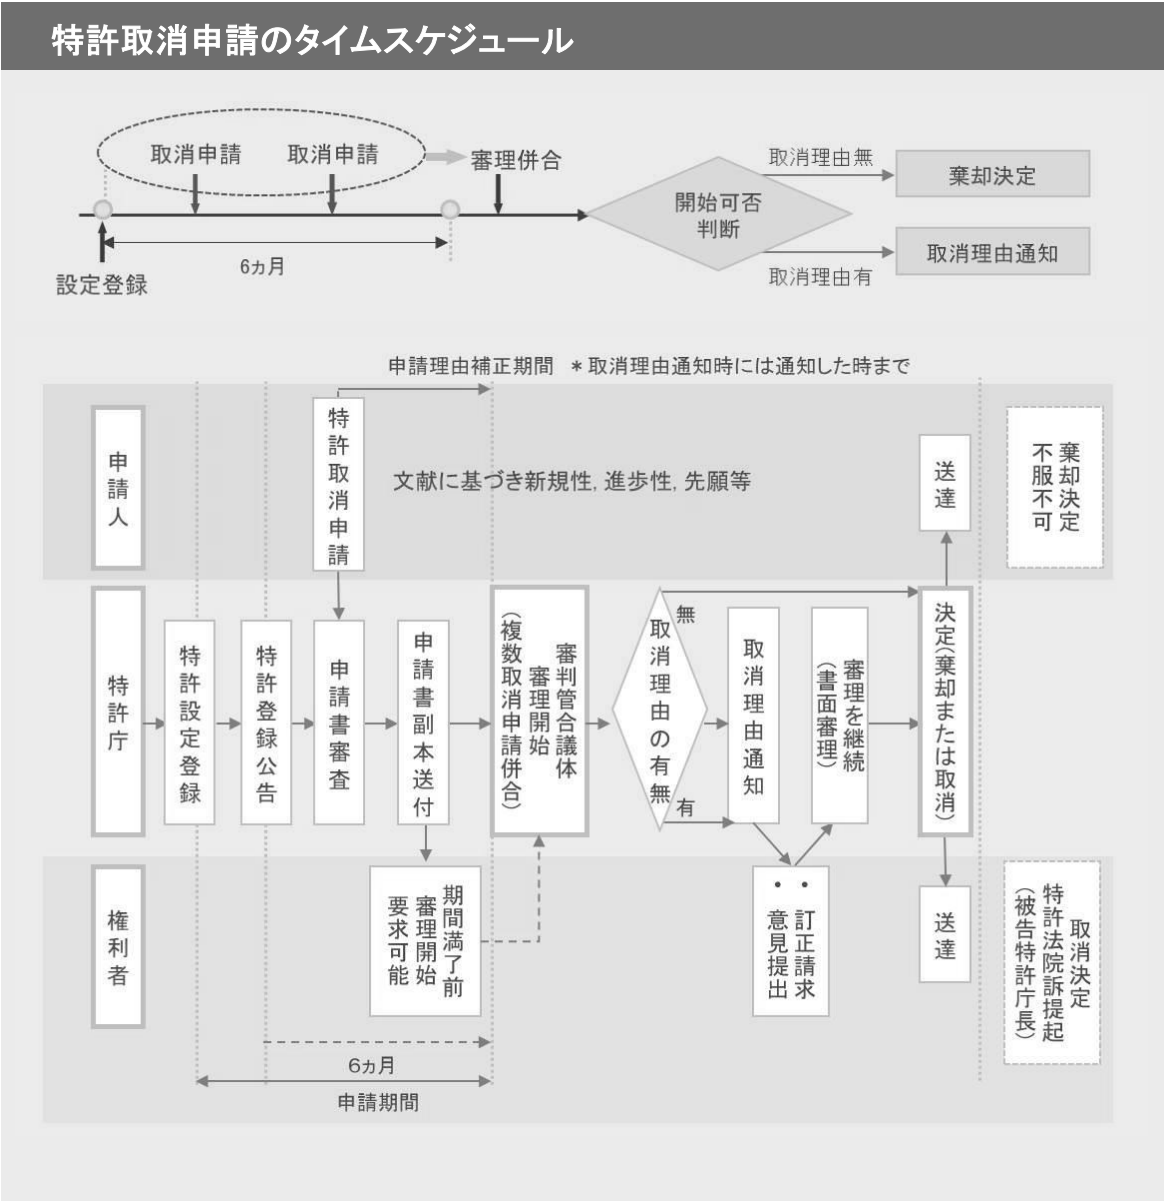 特許取消申請のタイムスケジュール
取消申請
取消申請
審理併合
取消理由無
棄却決定
開始可否
判断
取消理由通知
取消理由有
6ヵ月
設定登録
申請理由補正期間 ＊取消理由通知時には通知した時まで
申請人
特許取消申請
文献に基づき新規性, 進歩性, 先願等
送達
棄却決定
不服不可
特許庁
特許設定登録
特許登録公告
申請書審査
申請書副本送付
審判管合議体
審理開始
(複数取消申請併合)
取消理由の有無
無
有
取消理由通知
審理を継続
(書面審理)
決定(棄却または取消)
権利者
期間満了前
審理開始
要求可能
・訂正請求
・意見提出
送達
取消決定
特許法院訴提起
(被告特許庁長)
6ヵ月
申請期間